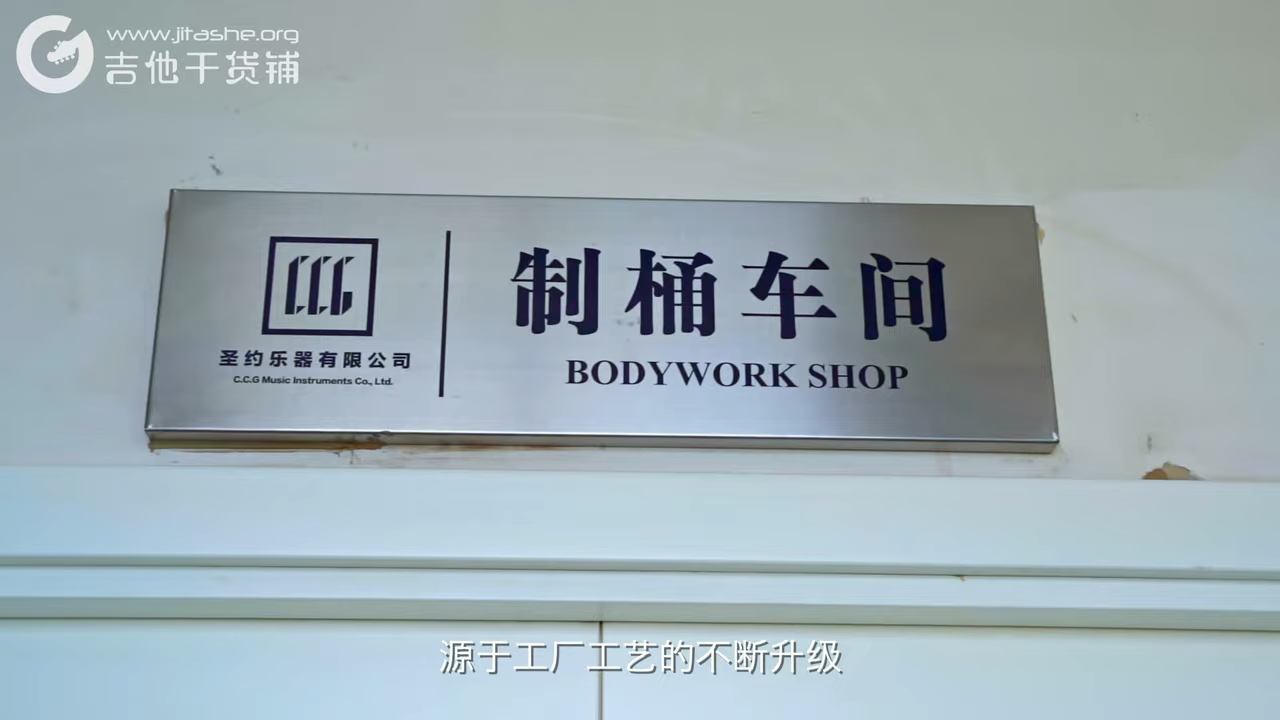 www.jitashe.org
吉他干货铺
CCG
圣约乐器有限公司
C.C.G Music Instruments Co., Ltd.
制桶车间
BODYWORK SHOP
源于工厂工艺的不断升级